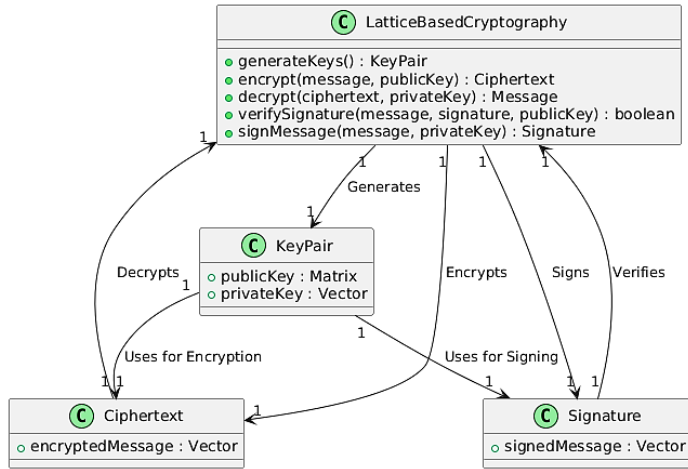 C LatticeBasedCryptography
generateKeys() : KeyPair
encrypt(message, publicKey) : Ciphertext
decrypt(ciphertext, privateKey) : Message
verifySignature(message, signature, publicKey) : boolean
signMessage(message, privateKey) : Signature
1
1
1
1
1
Generates
1
C KeyPair
publicKey : Matrix
privateKey : Vector
Decrypts
Encrypts
Signs
Verifies
1
1
Uses for Encryption
Uses for Signing
1
1
1
1
1
1
C Ciphertext
encryptedMessage : Vector
C Signature
signedMessage : Vector